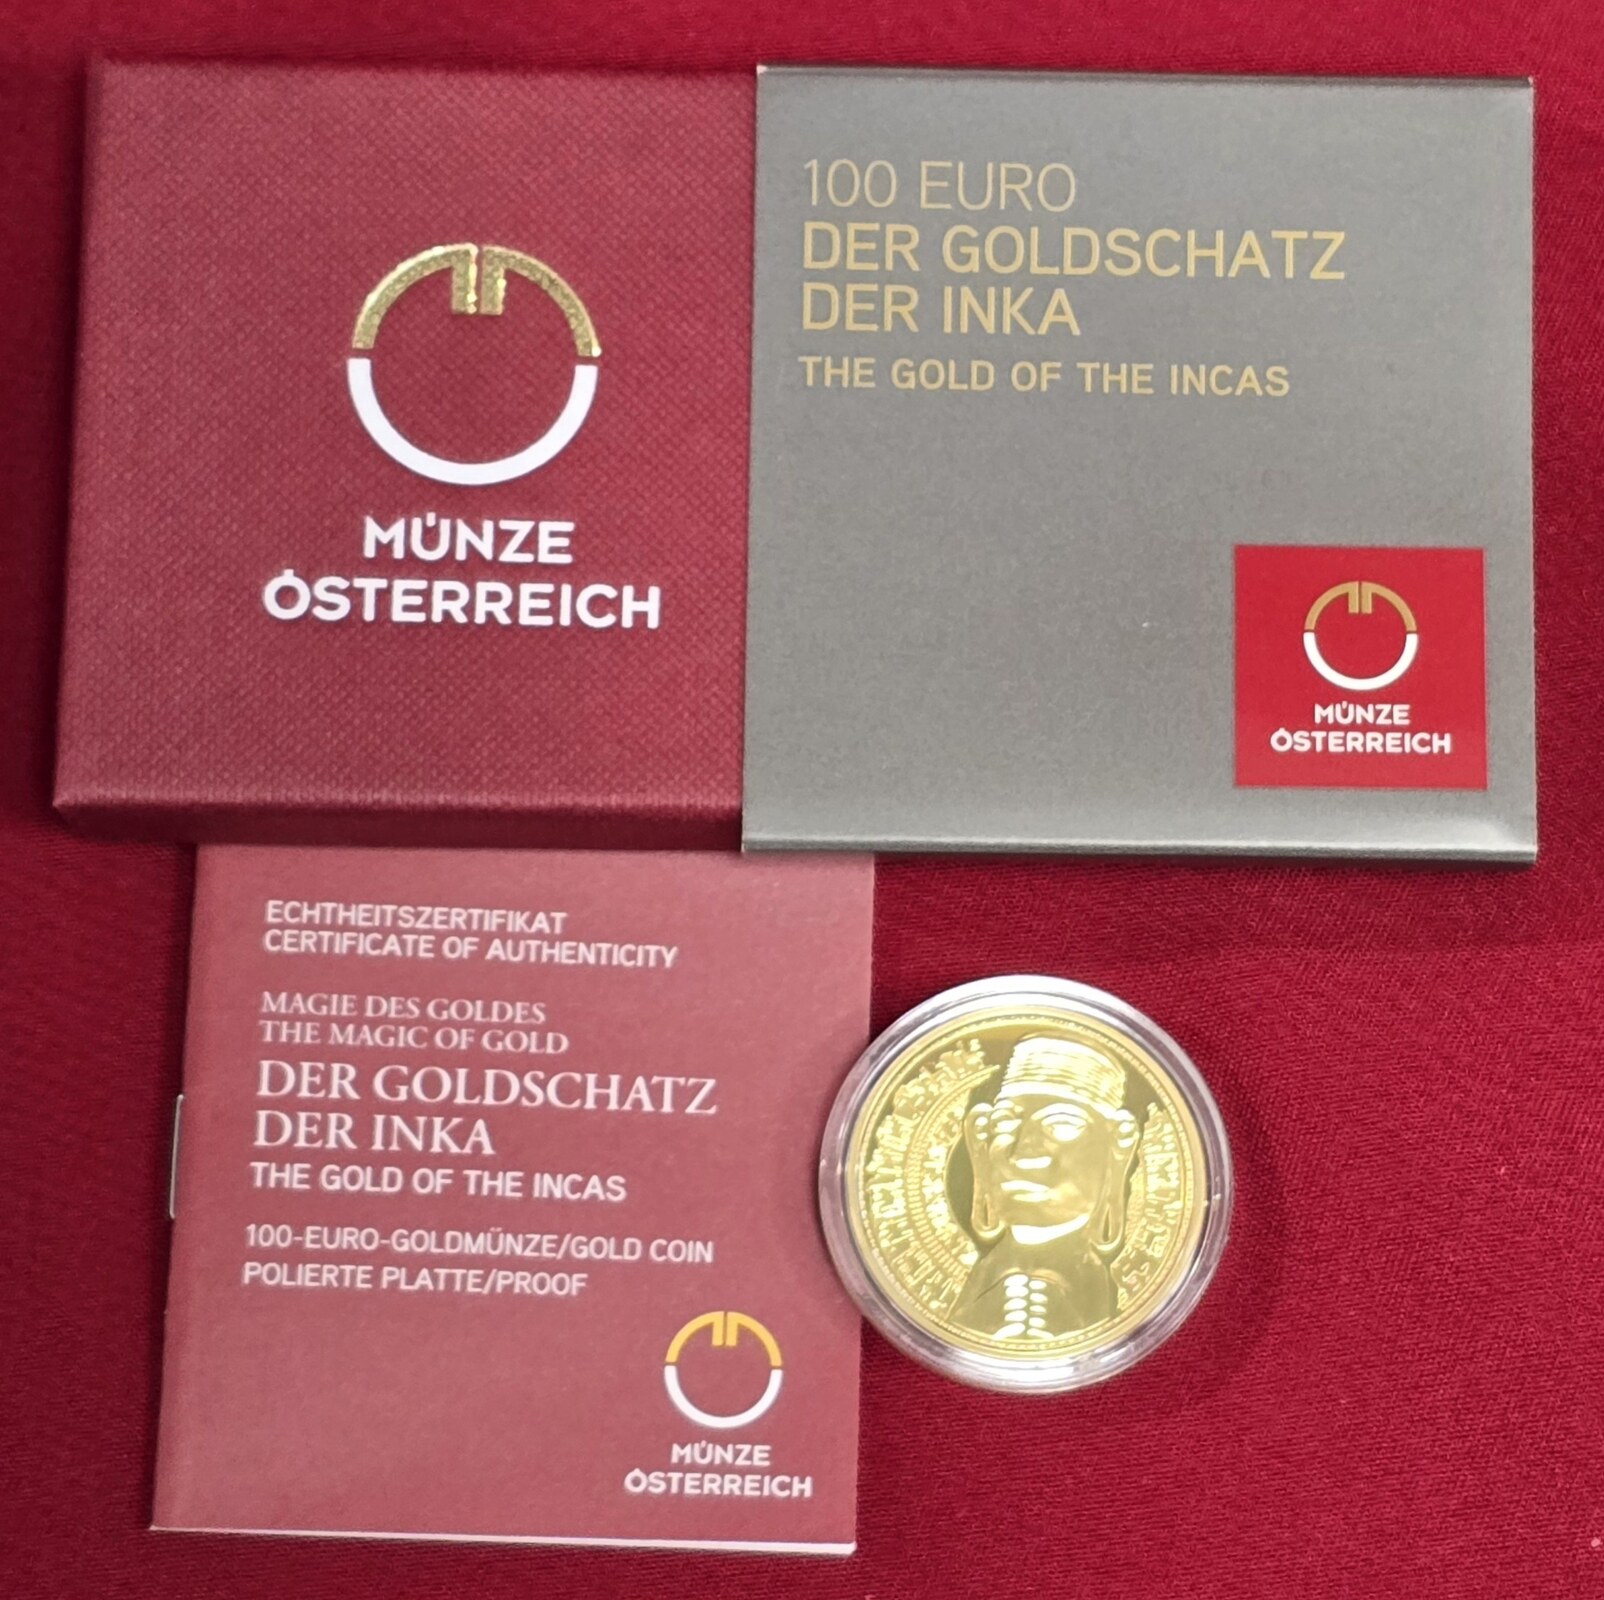 MÜNZE
ÖSTERREICH
100 EURO
DER GOLDSCHATZ
DER INKA
THE GOLD OF THE INCAS
MÜNZE
ÖSTERREICH
ECHTHEITSZERTIFIKAT
CERTIFICATE OF AUTHENTICITY
MAGIE DES GOLDES
THE MAGIC OF GOLD
DER GOLDSCHATZ
DER INKA
THE GOLD OF THE INCAS
100-EURO-GOLDMÜNZE/GOLD COIN
POLIERTE PLATTE/PROOF
MÜNZE
ÖSTERREICH